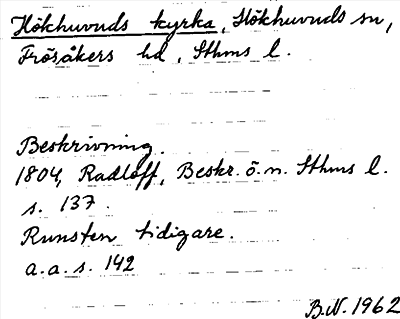 Hökhuvuds kyrka, Hökhuvuds sn,
Frösåkers hd, Sthms l.
Beskrivning.
1804, Radloff, Beskr. ö. n. Sthms l.
s. 137.
Runsten tidigare.
a.a.s. 142
B.N. 1962